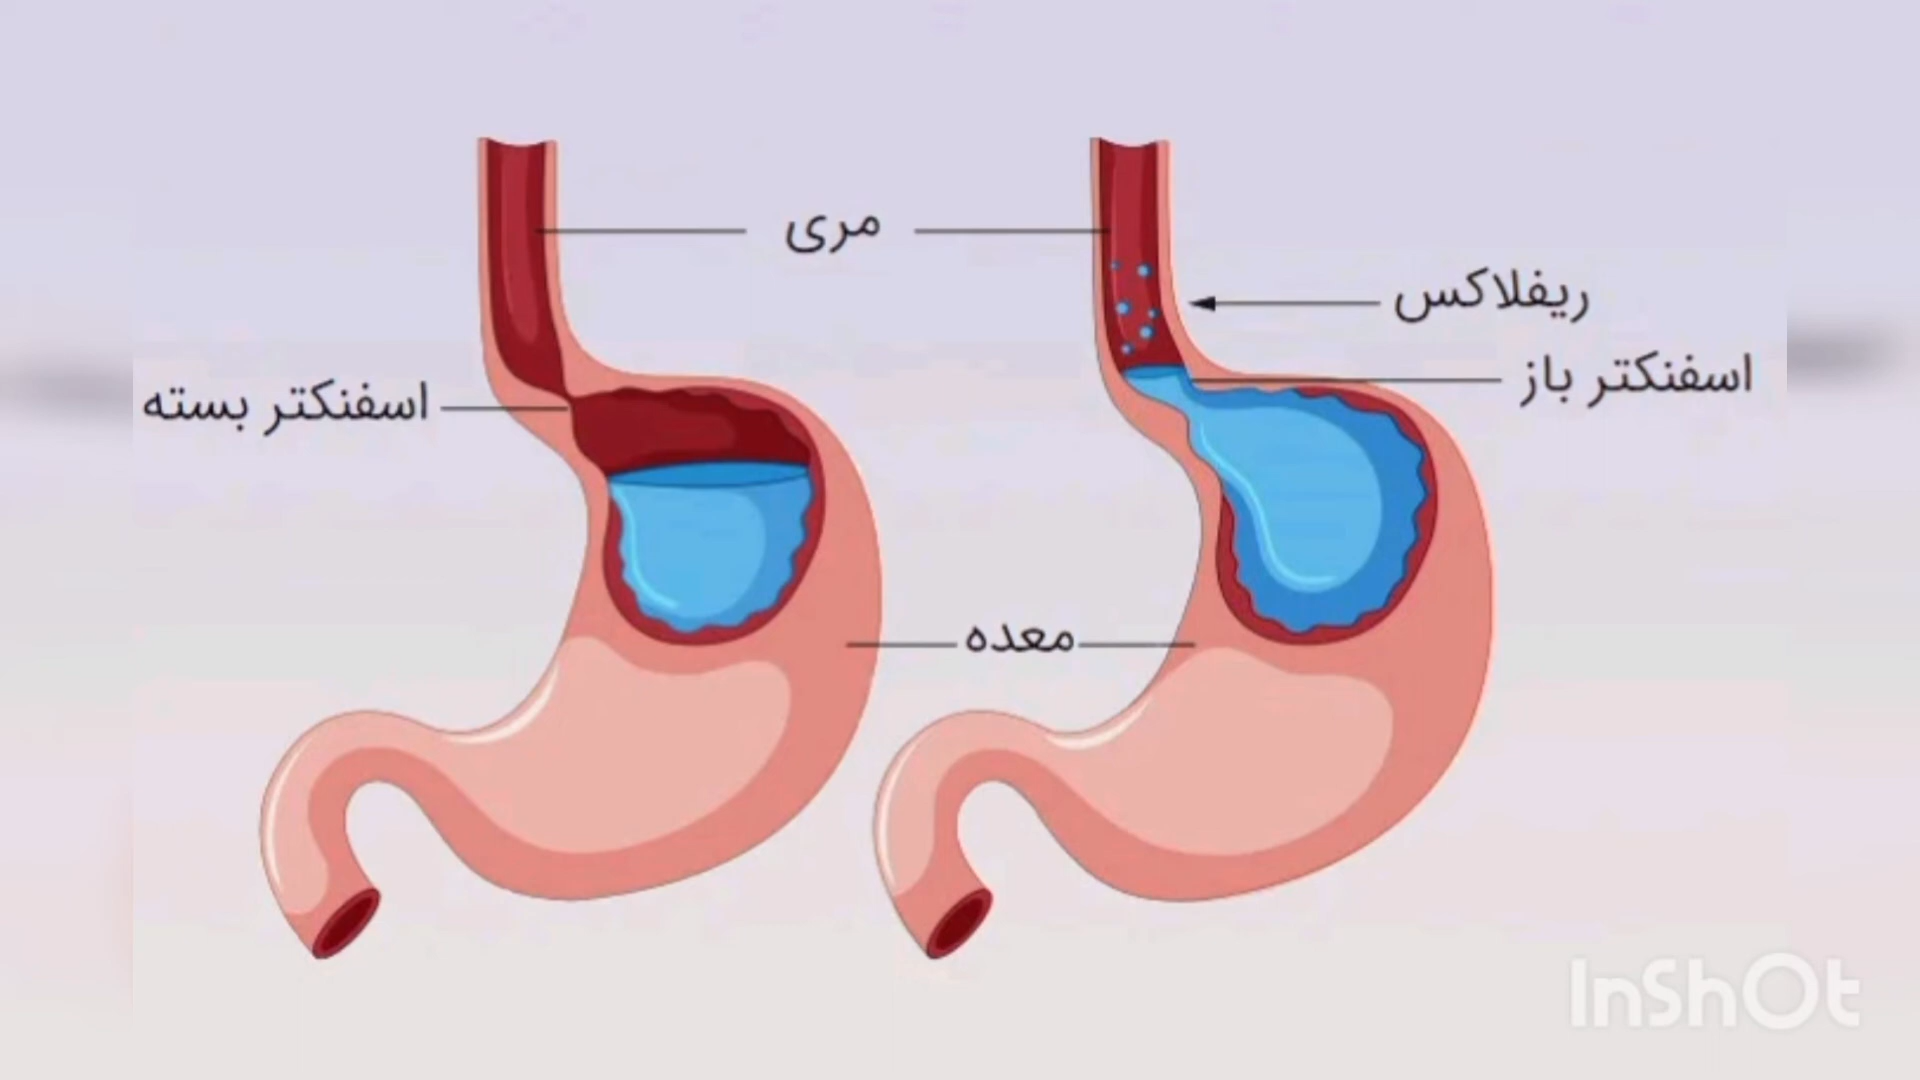 مری
ریفلاکس
اسفنکتر باز
اسفنکتر بسته
معده
InShOt